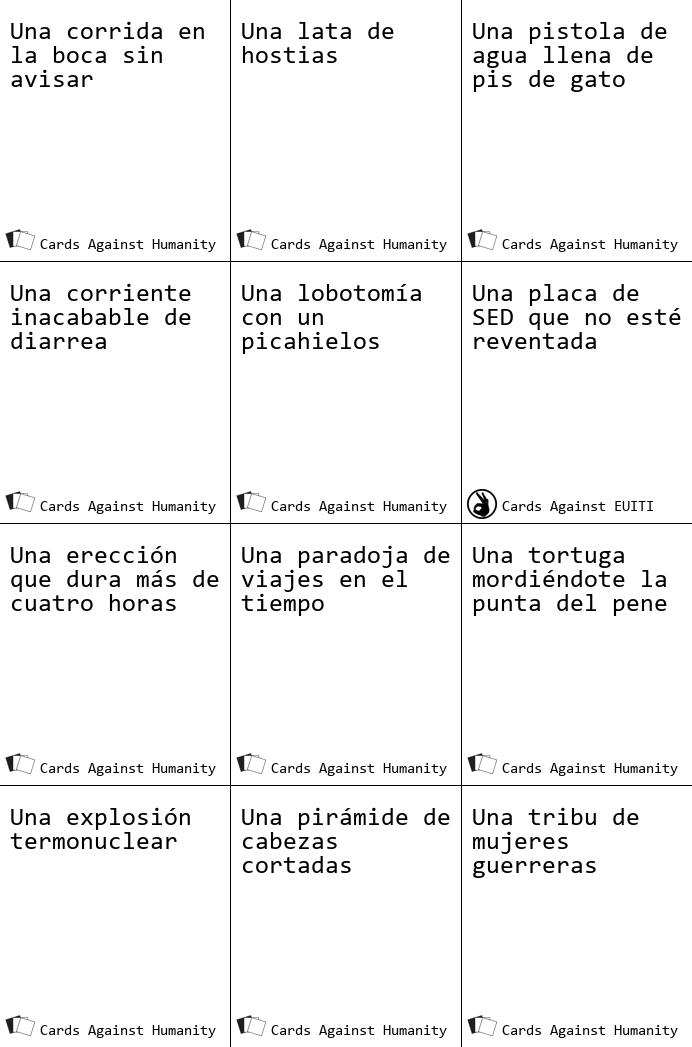 Una corrida en
la boca sin
avisar
Cards Against Humanity
Una lata de
hostias
Cards Against Humanity
Una pistola de
agua llena de
pis de gato
Cards Against Humanity
Una corriente
inacabable de
diarrea
Cards Against Humanity
Una lobotomía
con un
picahielos
Cards Against Humanity
Una placa de
SED que no esté
reventada
Cards Against EUITI
Una erección
que dura más de
cuatro horas
Cards Against Humanity
Una paradoja de
viajes en el
tiempo
Cards Against Humanity
Una tortuga
mordiéndote la
punta del pene
Cards Against Humanity
Una explosión
termonuclear
Cards Against Humanity
Una pirámide de
cabezas
cortadas
Cards Against Humanity
Una tribu de
mujeres
guerreras
Cards Against Humanity